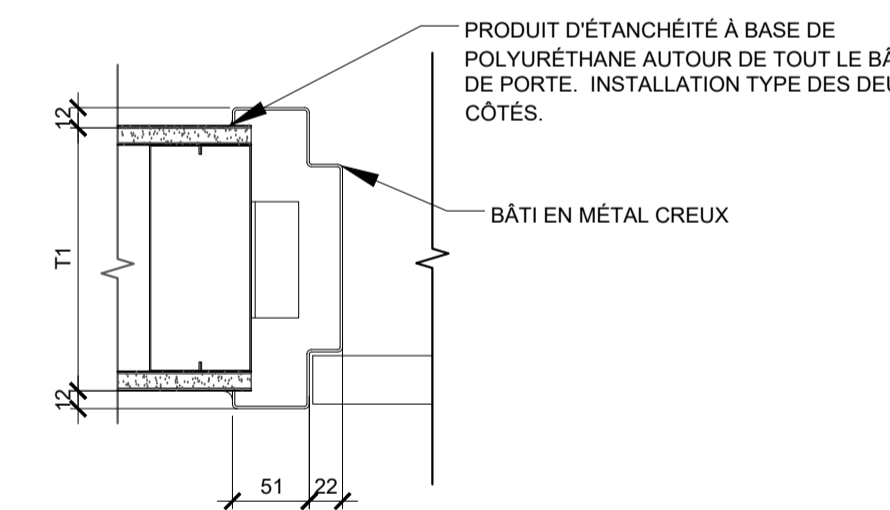 PRODUIT D'ÉTANCHÉITÉ À BASE DE
POLYURÉTHANE AUTOUR DE TOUT LE
DE PORTE. INSTALLATION TYPE DES
CÔTÉS.
12
BÂTI EN MÉTAL CREUX
T1
12
51
22